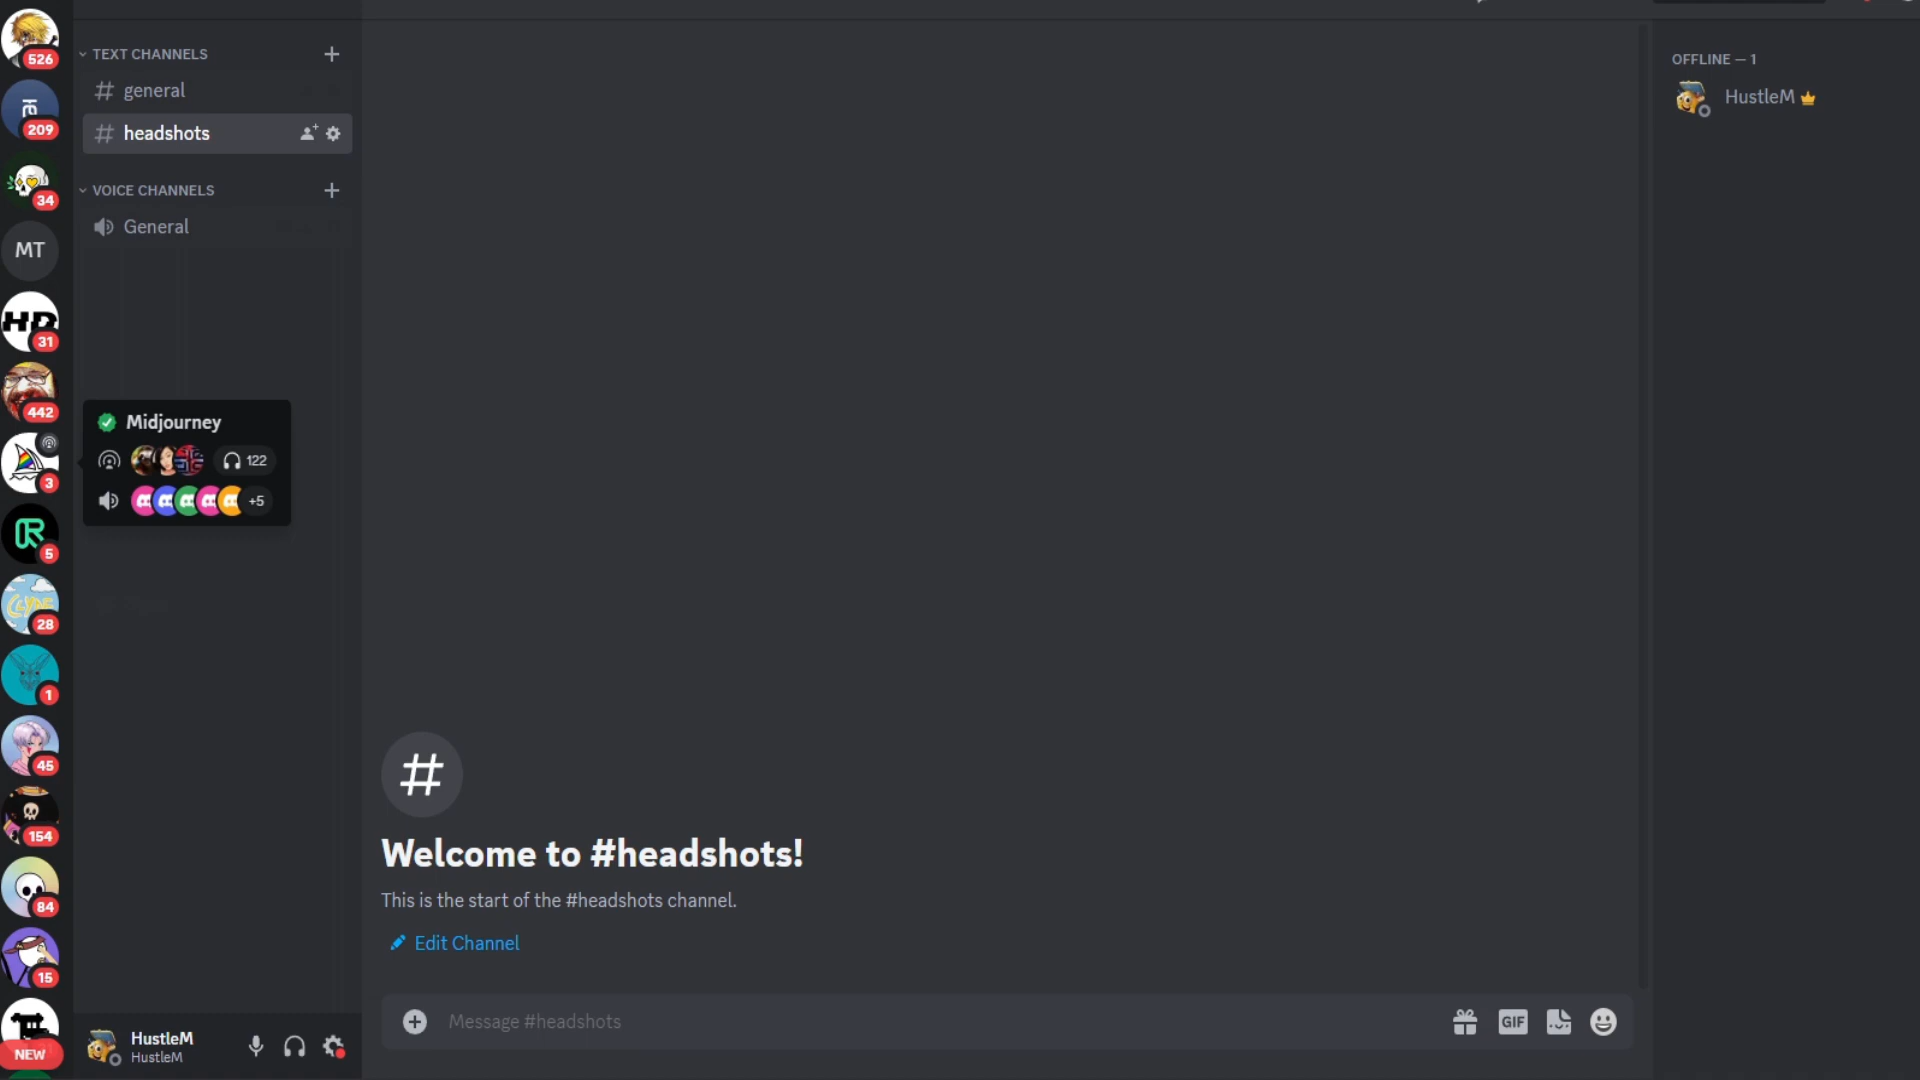 526
209
34
MT
HD
31
442
3
5
CLYDE
28
1
45
154
84
15
NEW
TEXT CHANNELS
general
headshots
VOICE CHANNELS
General
Midjourney
122
+5
HustleM
HustleM
Welcome to #headshots!
This is the start of the #headshots channel.
Edit Channel
Message #headshots
GIF
OFFLINE — 1
HustleM